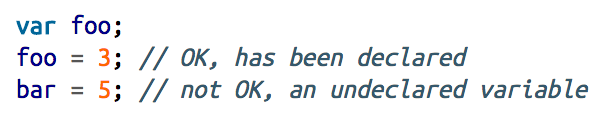 var foo;
foo = 3; // OK, has been declared
bar = 5; // not OK, an undeclared variable